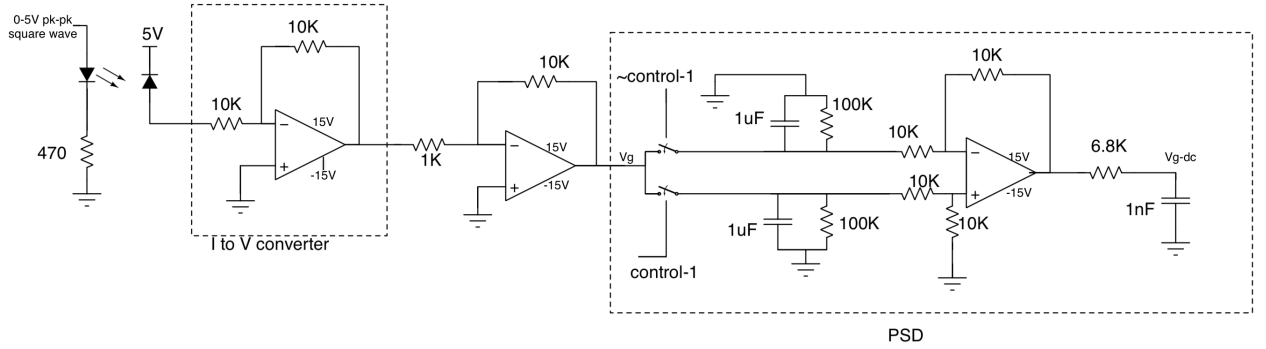 0-5V pk-pk
square wave
470
5V
10K
10K
15V
-15V
I to V converter
1K
10K
15V
-15V
Vg
~control-1
control-1
1uF
100K
1uF
100K
10K
10K
10K
10K
15V
-15V
6.8K
Vg-dc
1nF
PSD